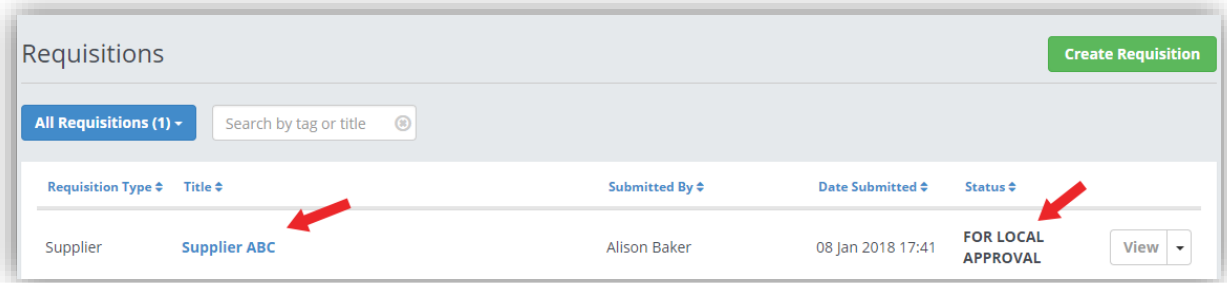 Requisitions
Create Requisition
All Requisitions (1)
Search by tag or title
Requisition Type Title Submitted By Date Submitted Status
Supplier Supplier ABC Alison Baker 08 Jan 2018 17:41 FOR LOCAL APPROVAL View